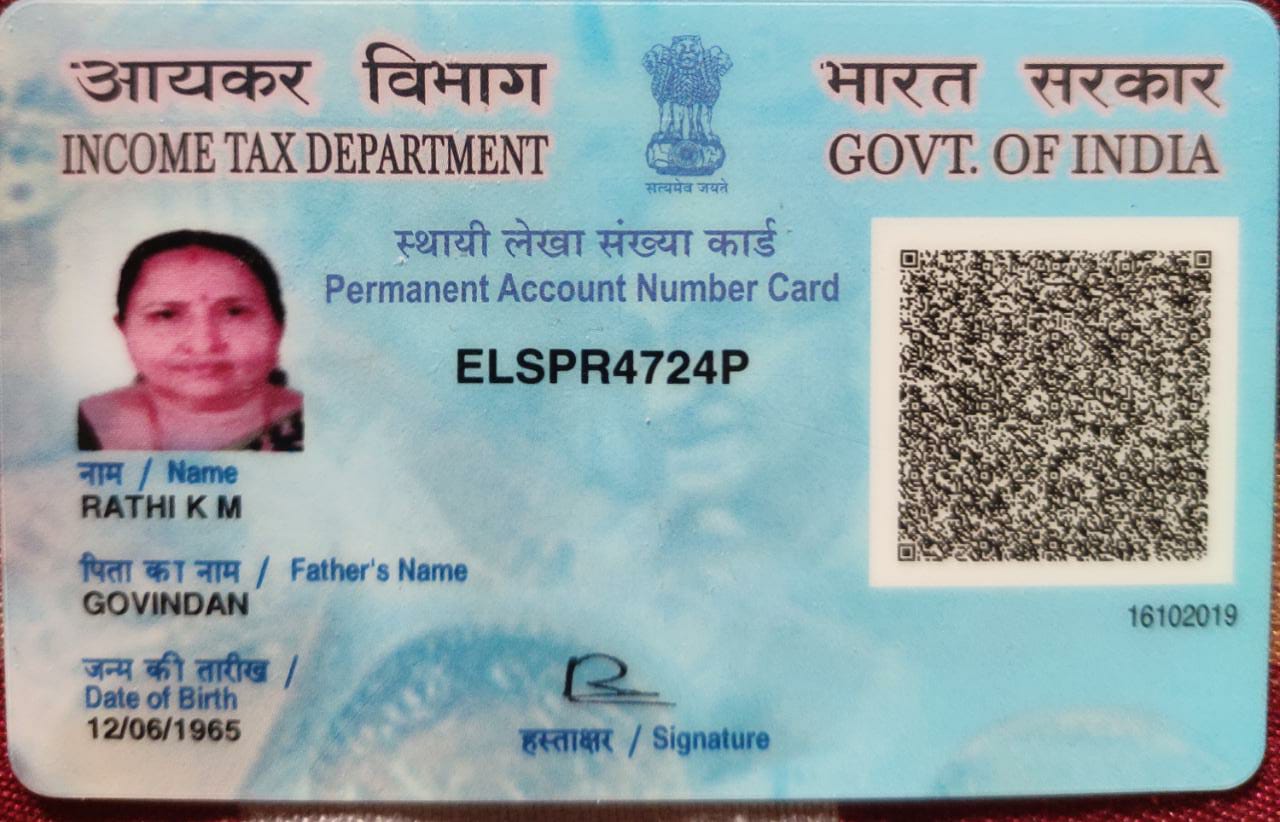 आयकर विभाग
INCOME TAX DEPARTMENT
सत्यमेव जयते
भारत सरकार
GOVT. OF INDIA
स्थायी लेखा संख्या कार्ड
Permanent Account Number Card
ELSPR4724P
नाम / Name
RATHI K M
पिता का नाम / Father's Name
GOVINDAN
16102019
जन्म की तारीख /
Date of Birth
12/06/1965
हस्ताक्षर / Signature